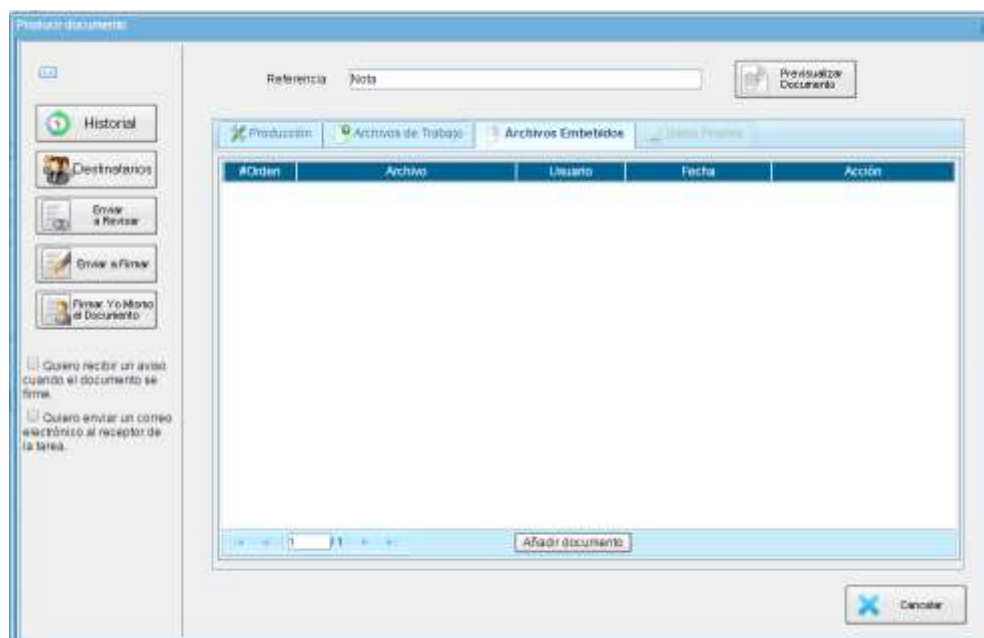 Producir documento
Referencia
Nota
Previsualizar
Documento
Historial
Destinatarios
Enviar
a Revisar
Enviar a Firmar
Firmar Yo Mismo
el Documento
Quiero recibir un aviso
cuando el documento se
firme.
Quiero enviar un correo
electrónico al receptor de
la tarea.
Producción
Archivos de Trabajo
Archivos Embebidos
#Orden
Archivo
Usuario
Fecha
Acción
1
/ 1
Añadir documento
Cancelar